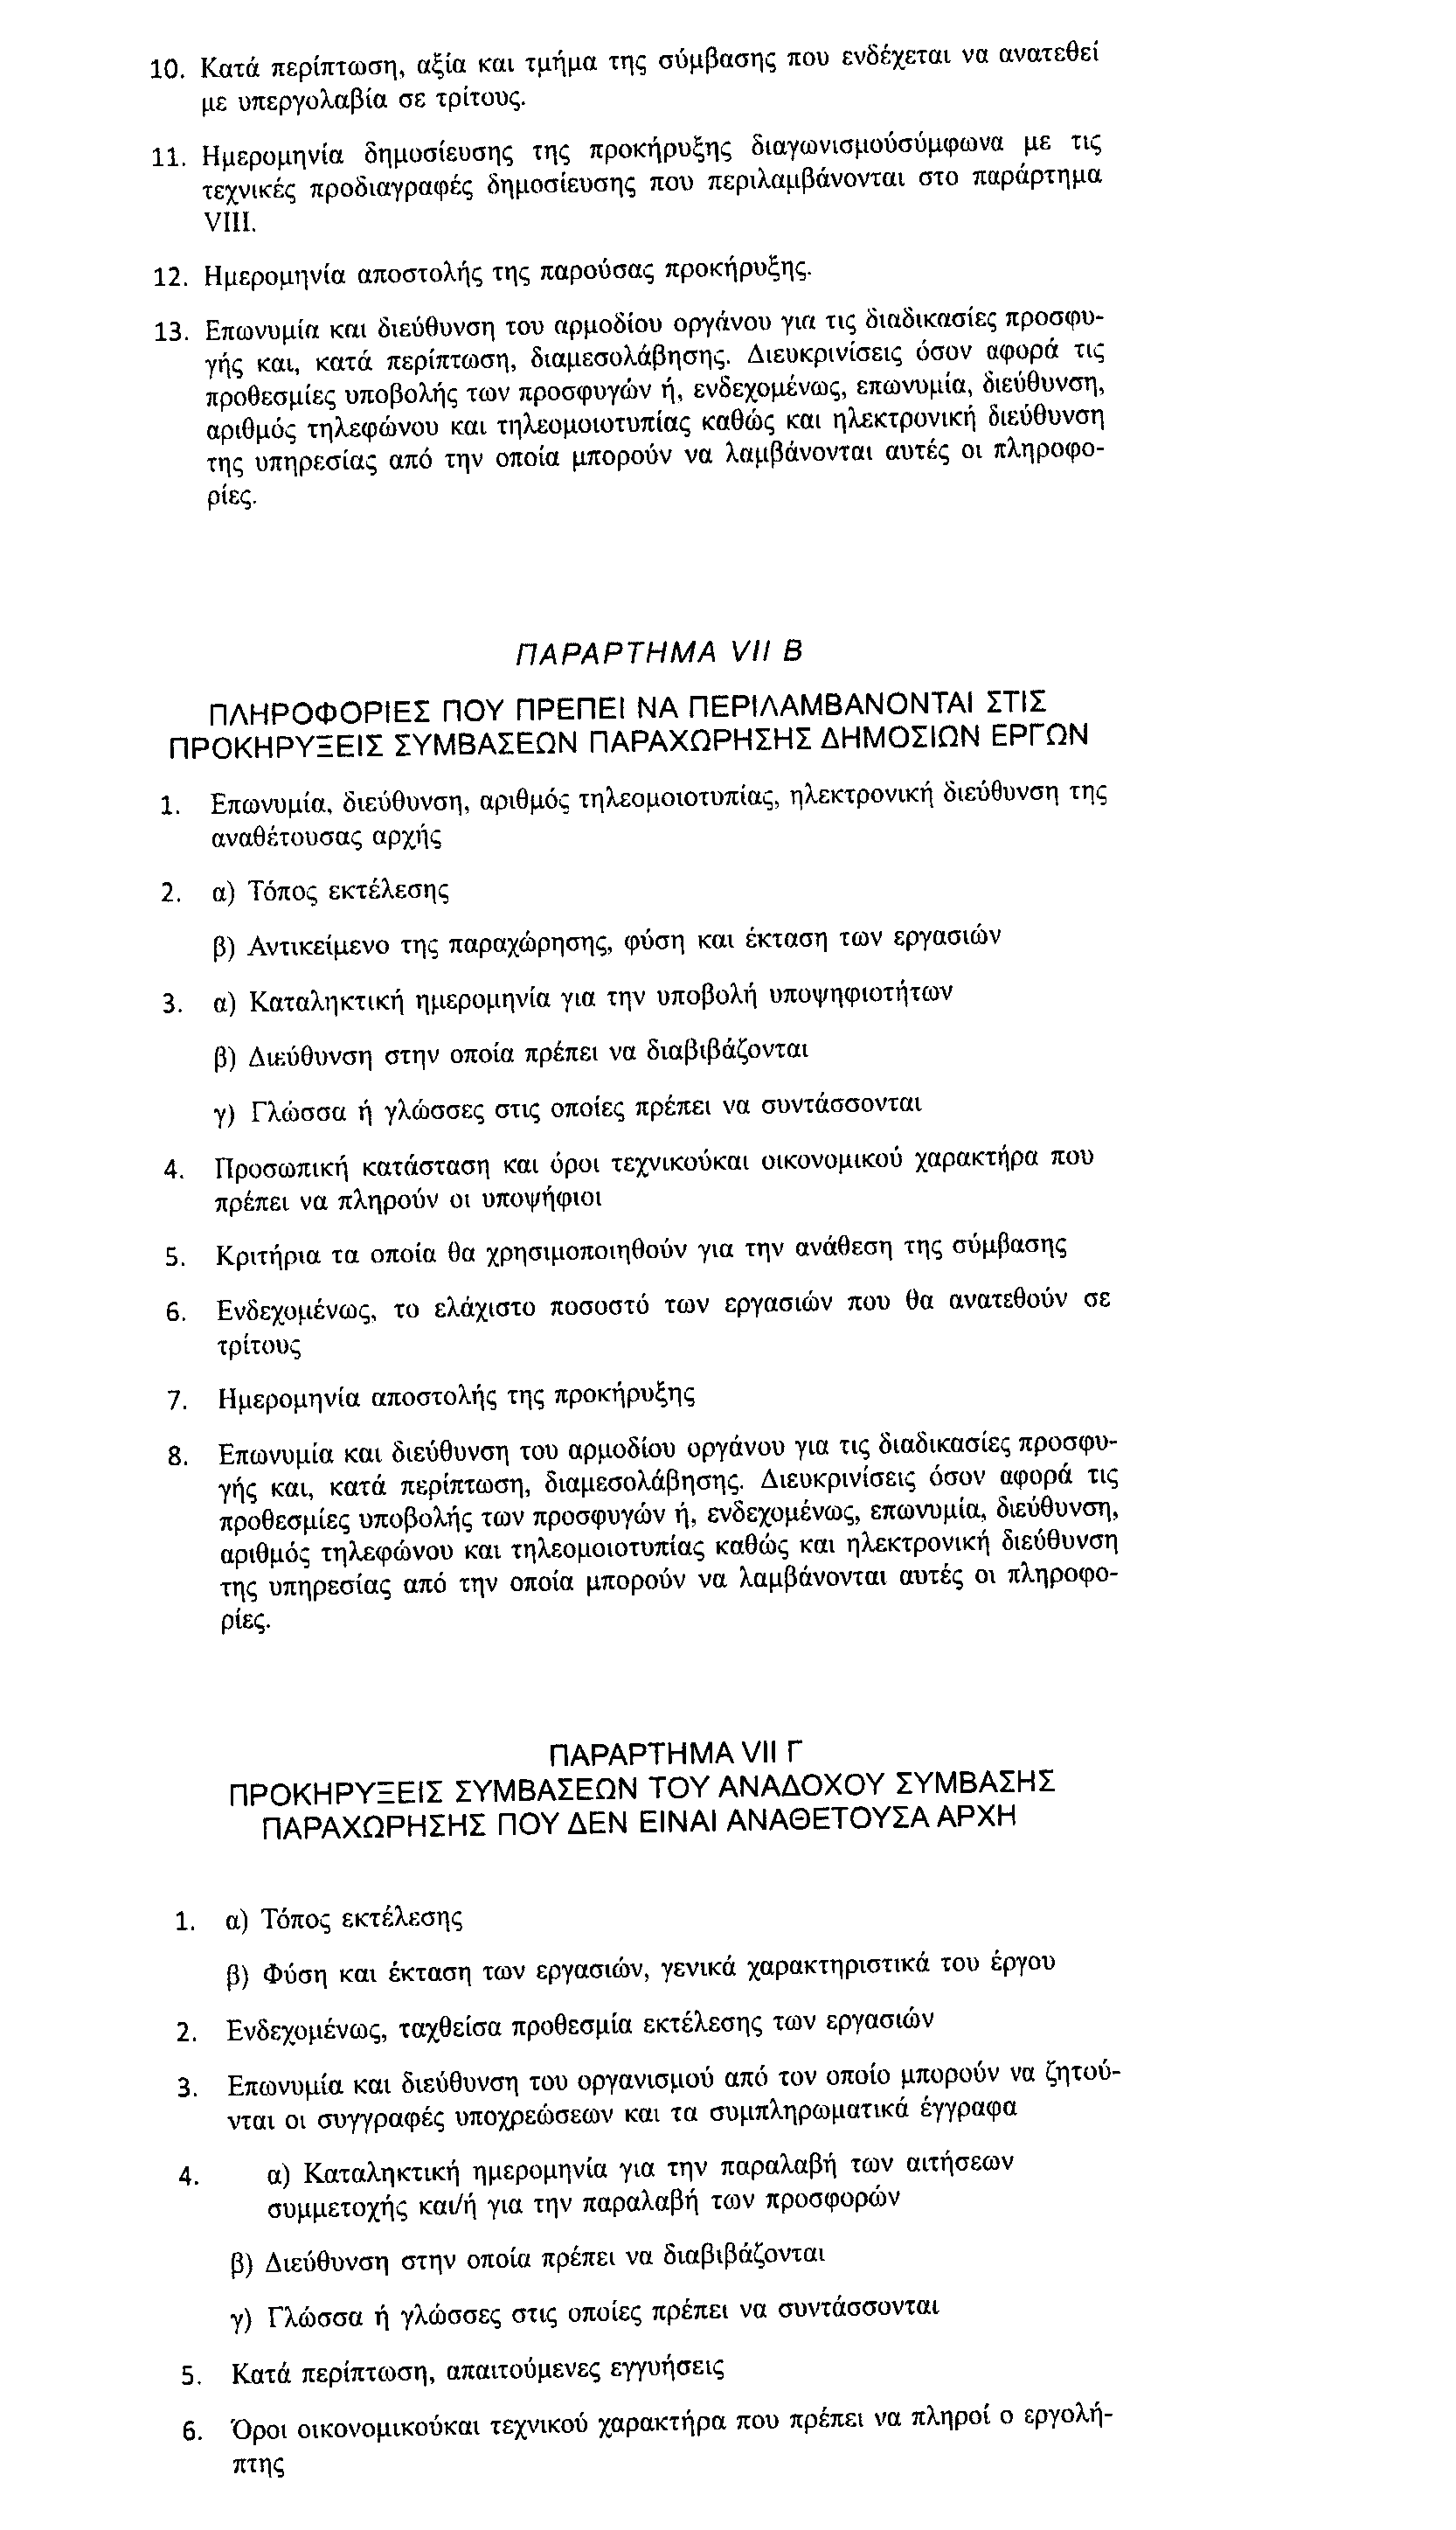 10. Κατά περίπτωση, αξία και τμήμα της σύμβασης που ενδέχεται να ανατεθεί
με υπεργολαβία σε τρίτους.
11. Ημερομηνία δημοσίευσης της προκήρυξης διαγωνισμούσύμφωνα με τις
τεχνικές προδιαγραφές δημοσίευσης που περιλαμβάνονται στο παράρτημα
VIII.
12. Ημερομηνία αποστολής της παρούσας προκήρυξης.
13. Επωνυμία και διεύθυνση του αρμοδίου οργάνου για τις διαδικασίες προσφυ-
γής και, κατά περίπτωση, διαμεσολάβησης. Διευκρινίσεις όσον αφορά τις
προθεσμίες υποβολής των προσφυγών ή, ενδεχομένως, επωνυμία, διεύθυνση,
αριθμός τηλεφώνου και τηλεομοιοτυπίας καθώς και ηλεκτρονική διεύθυνση
της υπηρεσίας από την οποία μπορούν να λαμβάνονται αυτές οι πληροφο-
ρίες.
ΠΑΡΑΡΤΗΜΑ VII Β
ΠΛΗΡΟΦΟΡΙΕΣ ΠΟΥ ΠΡΕΠΕΙ ΝΑ ΠΕΡΙΛΑΜΒΑΝΟΝΤΑΙ ΣΤΙΣ
ΠΡΟΚΗΡΥΞΕΙΣ ΣΥΜΒΑΣΕΩΝ ΠΑΡΑΧΩΡΗΣΗΣ ΔΗΜΟΣΙΩΝ ΕΡΓΩΝ
1. Επωνυμία, διεύθυνση, αριθμός τηλεομοιοτυπίας, ηλεκτρονική διεύθυνση της
αναθέτουσας αρχής
2. α) Τόπος εκτέλεσης
β) Αντικείμενο της παραχώρησης, φύση και έκταση των εργασιών
3. α) Καταληκτική ημερομηνία για την υποβολή υποψηφιοτήτων
β) Διεύθυνση στην οποία πρέπει να διαβιβάζονται
γ) Γλώσσα ή γλώσσες στις οποίες πρέπει να συντάσσονται
4. Προσωπική κατάσταση και όροι τεχνικούκαι οικονομικού χαρακτήρα που
πρέπει να πληρούν οι υποψήφιοι
5. Κριτήρια τα οποία θα χρησιμοποιηθούν για την ανάθεση της σύμβασης
6. Ενδεχομένως, το ελάχιστο ποσοστό των εργασιών που θα ανατεθούν σε
τρίτους
7. Ημερομηνία αποστολής της προκήρυξης
8. Επωνυμία και διεύθυνση του αρμοδίου οργάνου για τις διαδικασίες προσφυ-
γής και, κατά περίπτωση, διαμεσολάβησης. Διευκρινίσεις όσον αφορά τις
προθεσμίες υποβολής των προσφυγών ή, ενδεχομένως, επωνυμία, διεύθυνση,
αριθμός τηλεφώνου και τηλεομοιοτυπίας καθώς και ηλεκτρονική διεύθυνση
της υπηρεσίας από την οποία μπορούν να λαμβάνονται αυτές οι πληροφο-
ρίες.
ΠΑΡΑΡΤΗΜΑ VII Γ
ΠΡΟΚΗΡΥΞΕΙΣ ΣΥΜΒΑΣΕΩΝ ΤΟΥ ΑΝΑΔΟΧΟΥ ΣΥΜΒΑΣΗΣ
ΠΑΡΑΧΩΡΗΣΗΣ ΠΟΥ ΔΕΝ ΕΙΝΑΙ ΑΝΑΘΕΤΟΥΣΑ ΑΡΧΗ
1. α) Τόπος εκτέλεσης
β) Φύση και έκταση των εργασιών, γενικά χαρακτηριστικά του έργου
2. Ενδεχομένως, ταχθείσα προθεσμία εκτέλεσης των εργασιών
3. Επωνυμία και διεύθυνση του οργανισμού από τον οποίο μπορούν να ζητού-
νται οι συγγραφές υποχρεώσεων και τα συμπληρωματικά έγγραφα
4. α) Καταληκτική ημερομηνία για την παραλαβή των αιτήσεων
συμμετοχής και/ή για την παραλαβή των προσφορών
β) Διεύθυνση στην οποία πρέπει να διαβιβάζονται
γ) Γλώσσα ή γλώσσες στις οποίες πρέπει να συντάσσονται
5. Κατά περίπτωση, απαιτούμενες εγγυήσεις
6. Όροι οικονομικούκαι τεχνικού χαρακτήρα που πρέπει να πληροί ο εργολή-
πτης